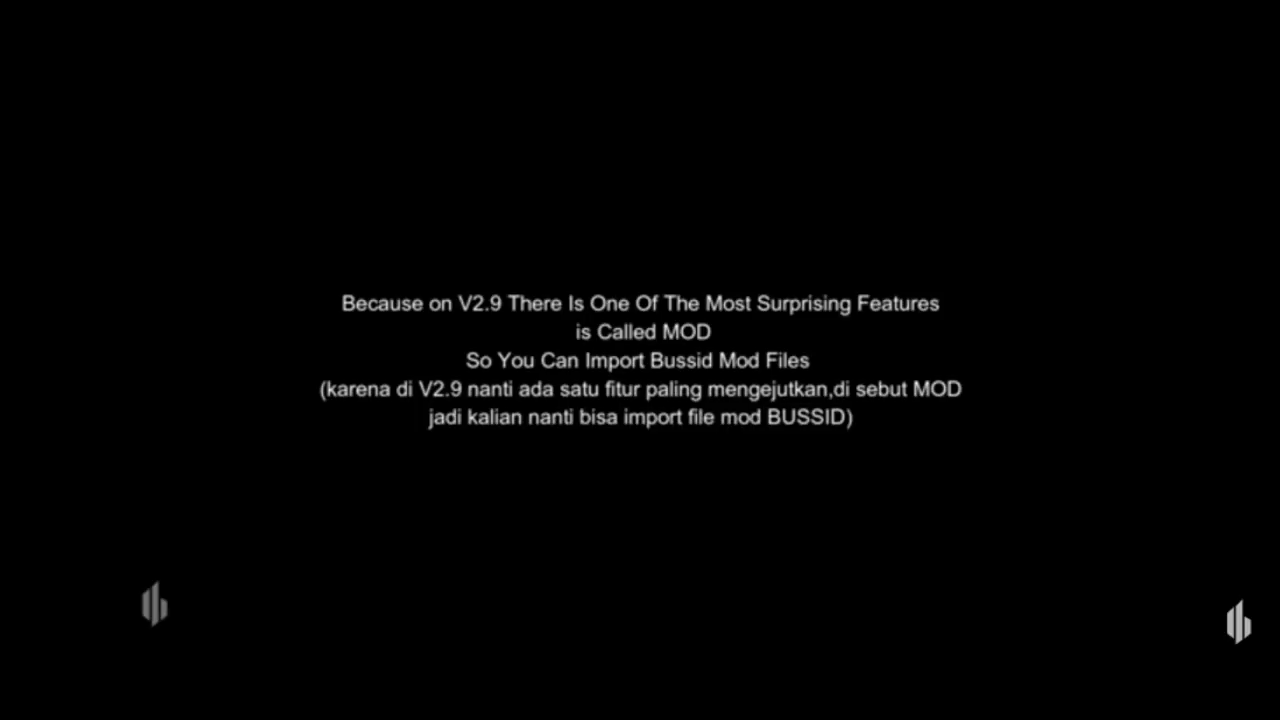 Because on V2.9 There Is One Of The Most Surprising Features
is Called MOD
So You Can Import Bussid Mod Files
(karena di V2.9 nanti ada satu fitur paling mengejutkan,di sebut MOD
jadi kalian nanti bisa import file mod BUSSID)